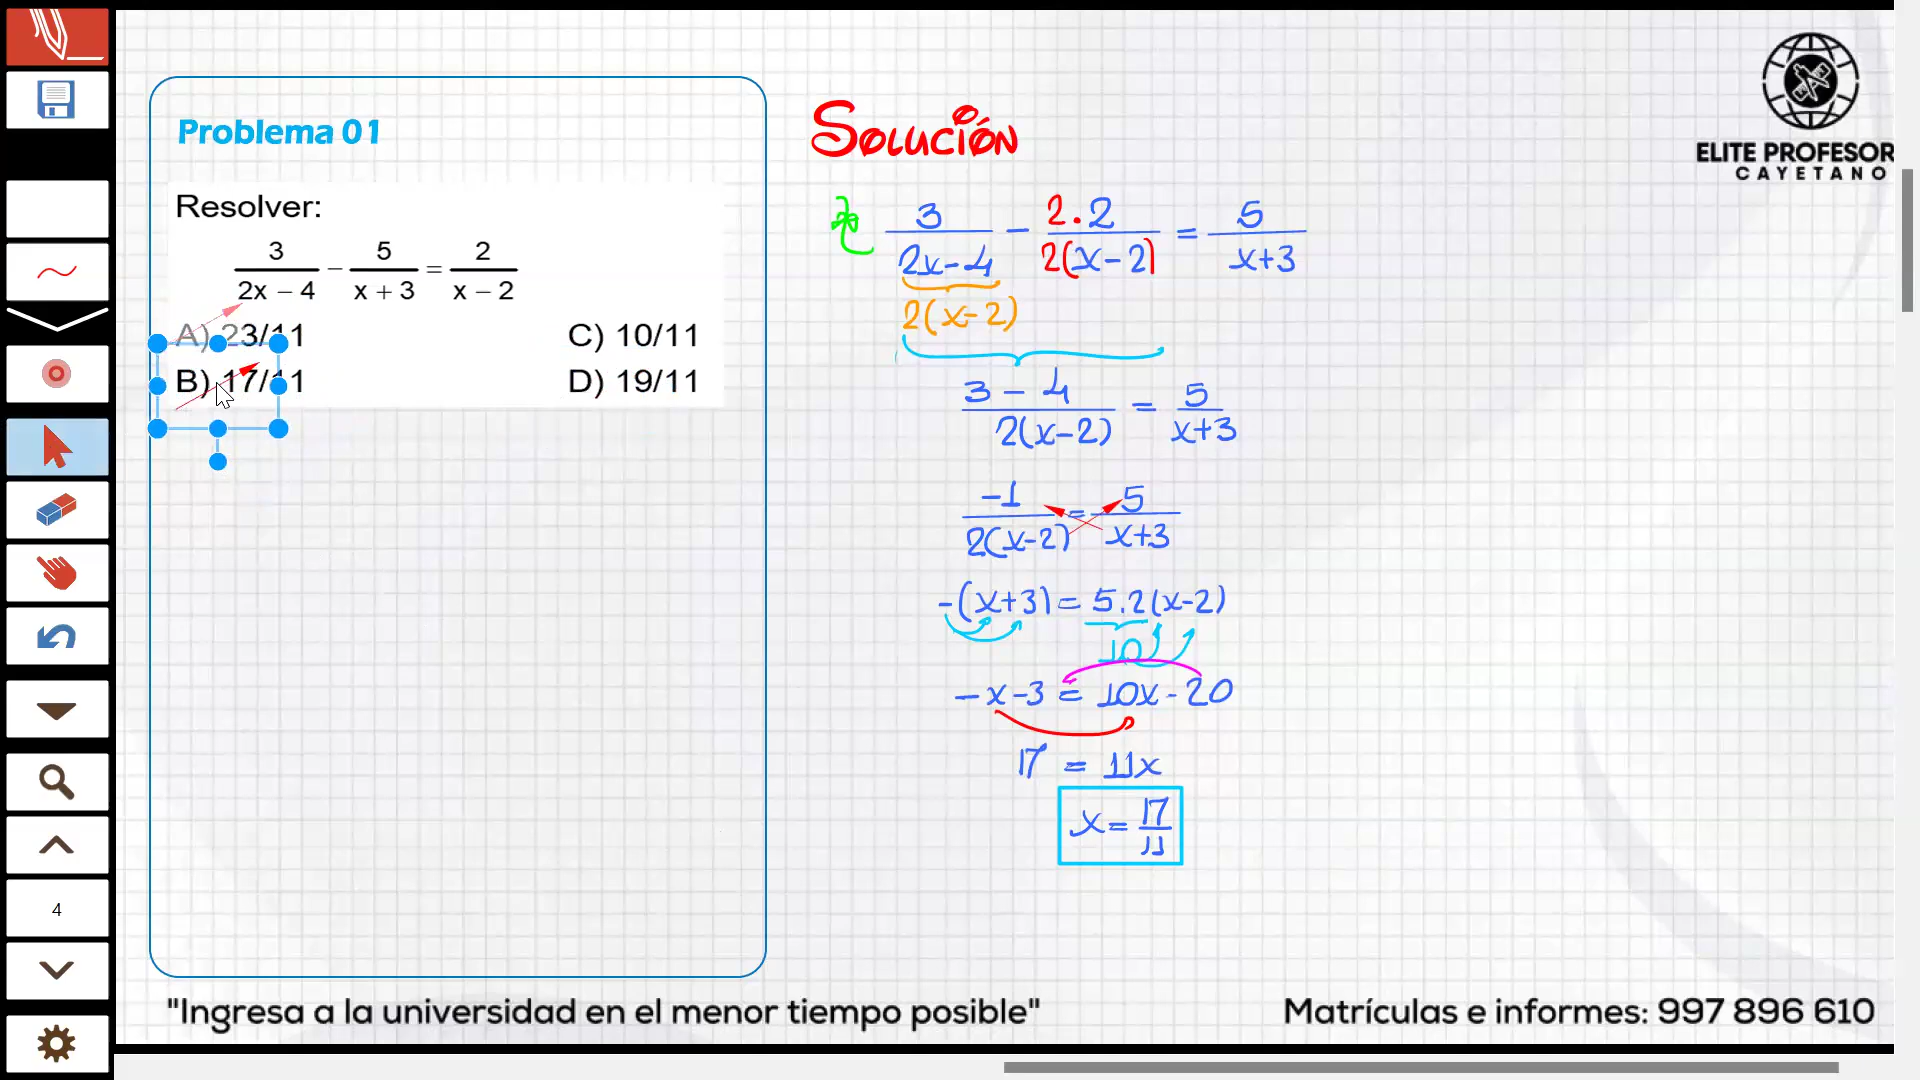 Problema 01
Resolver:
3/(2x − 4) − 5/(x + 3) = 2/(x − 2)
A) 23/11
C) 10/11
B) 17/11
D) 19/11
SOLUCIÓN
3/(2x−4) − 2.2/2(x−2) = 5/(x+3)
2(x−2)
(3 − 4)/2(x−2) = 5/(x+3)
−1/2(x−2) = 5/(x+3)
−(x+3) = 5.2(x−2)
10
−x−3 = 10x−20
17 = 11x
x = 17/11
ELITE PROFESOR
CAYETANO
4
"Ingresa a la universidad en el menor tiempo posible"
Matrículas e informes: 997 896 610